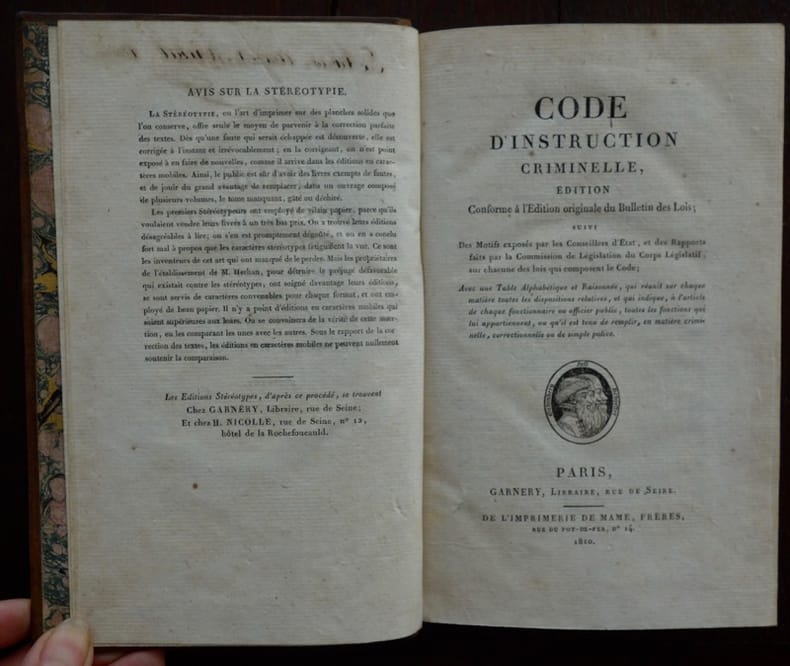 AVIS SUR LA STÉRÉOTYPIE.
LA STÉRÉOTYPIE, ou l'art d'imprimer sur des planches solides que
l'on conserve, offre seule le moyen de parvenir à la correction parfaite
des textes. Dès qu'une faute qui serait échappée est découverte, elle est
corrigée à l'instant et irrévocablement; en la corrigeant, on n'est point
exposé à en faire de nouvelles, comme il arrive dans les éditions en carac-
tères mobiles. Ainsi, le public est sûr d'avoir des livres exempts de fautes,
et de jouir du grand avantage de remplacer, dans un ouvrage composé
de plusieurs volumes, le tome manquant, gâté ou déchiré.
Les premiers Stéréotypeurs ont employé de vilain papier, parce qu'ils
voulaient vendre leurs livres à un très bas prix. On a trouvé leurs éditions
désagréables à lire; on s'en est promptement dégoûté, et on en a conclu
fort mal à propos que les caractères stéréotypes fatiguaient la vue. Ce sont
les inventeurs de cet art qui ont manqué de le perdre. Mais les propriétaires
de l'établissement de M. Herhan, pour détruire le préjugé défavorable
qui existait contre les stéréotypes, ont soigné davantage leurs éditions,
se sont servis de caractères convenables pour chaque format, et ont em-
ployé de beau papier. Il n'y a point d'éditions en caractères mobiles qui
soient supérieures aux leurs. On se convaincra de la vérité de cette asser-
tion, en les comparant les unes avec les autres. Sous le rapport de la cor
rection des textes, les éditions en caractères mobiles ne peuvent nullement
soutenir la comparaison.
Les Editions Stéréotypes, d'après ce procédé, se trouvent
Chez GARNERY, Libraire, rue de Seine;
Et chez H. NICOLLE, rue de Seine, n° 12,
hôtel de la Rochefoucauld.
CODE
D'INSTRUCTION
CRIMINELLE,
ÉDITION
Conforme à l'Edition originale du Bulletin des Lois;
SUIVI
Des Motifs exposés par les Conseillers d'État, et des Rapports
faits par la Commission de Législation du Corps Législatif,
sur chacune des lois qui composent le Code;
Avec une Table Alphabétique et Raisonnée, qui réunit sur chaque
matière toutes les dispositions relatives, et qui indique, à l'article
de chaque fonctionnaire ou officier public, toutes les fonctions qui
lui appartiennent, ou qu'il est tenu de remplir, en matière crimi-
nelle, correctionnelle ou de simple police.
PARIS,
GARNERY, LIBRAIRE, RUE DE SEINE.
DE L'IMPRIMERIE DE MAME, FRÈRES,
RUE DU POT-DE-FER, N° 14.
1810.